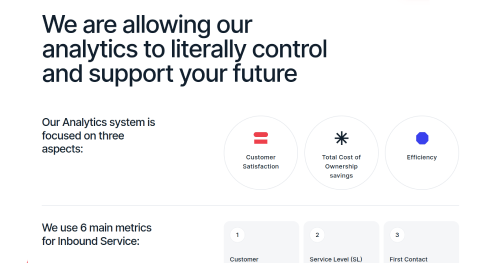 We are allowing our
analytics to literally control
and support your future
Our Analytics system is
focused on three
aspects:
Customer
Satisfaction
Total Cost of
Ownership
savings
Efficiency
We use 6 main metrics
for Inbound Service:
1
2
3
Customer
Service Level (SL)
First Contact